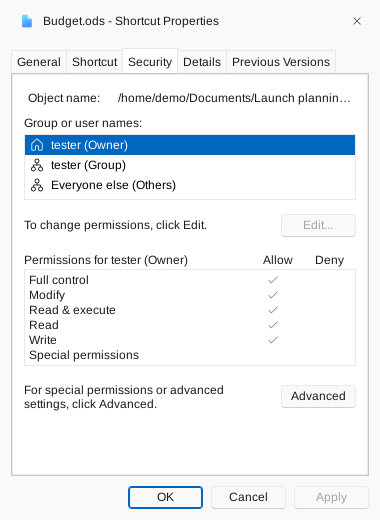 Budget.ods - Shortcut Properties
General Shortcut Security Details Previous Versions
Object name: /home/demo/Documents/Launch plannin…
Group or user names:
tester (Owner)
tester (Group)
Everyone else (Others)
To change permissions, click Edit. Edit...
Permissions for tester (Owner) Allow Deny
Full control
Modify
Read & execute
Read
Write
Special permissions
For special permissions or advanced
settings, click Advanced. Advanced
OK Cancel Apply